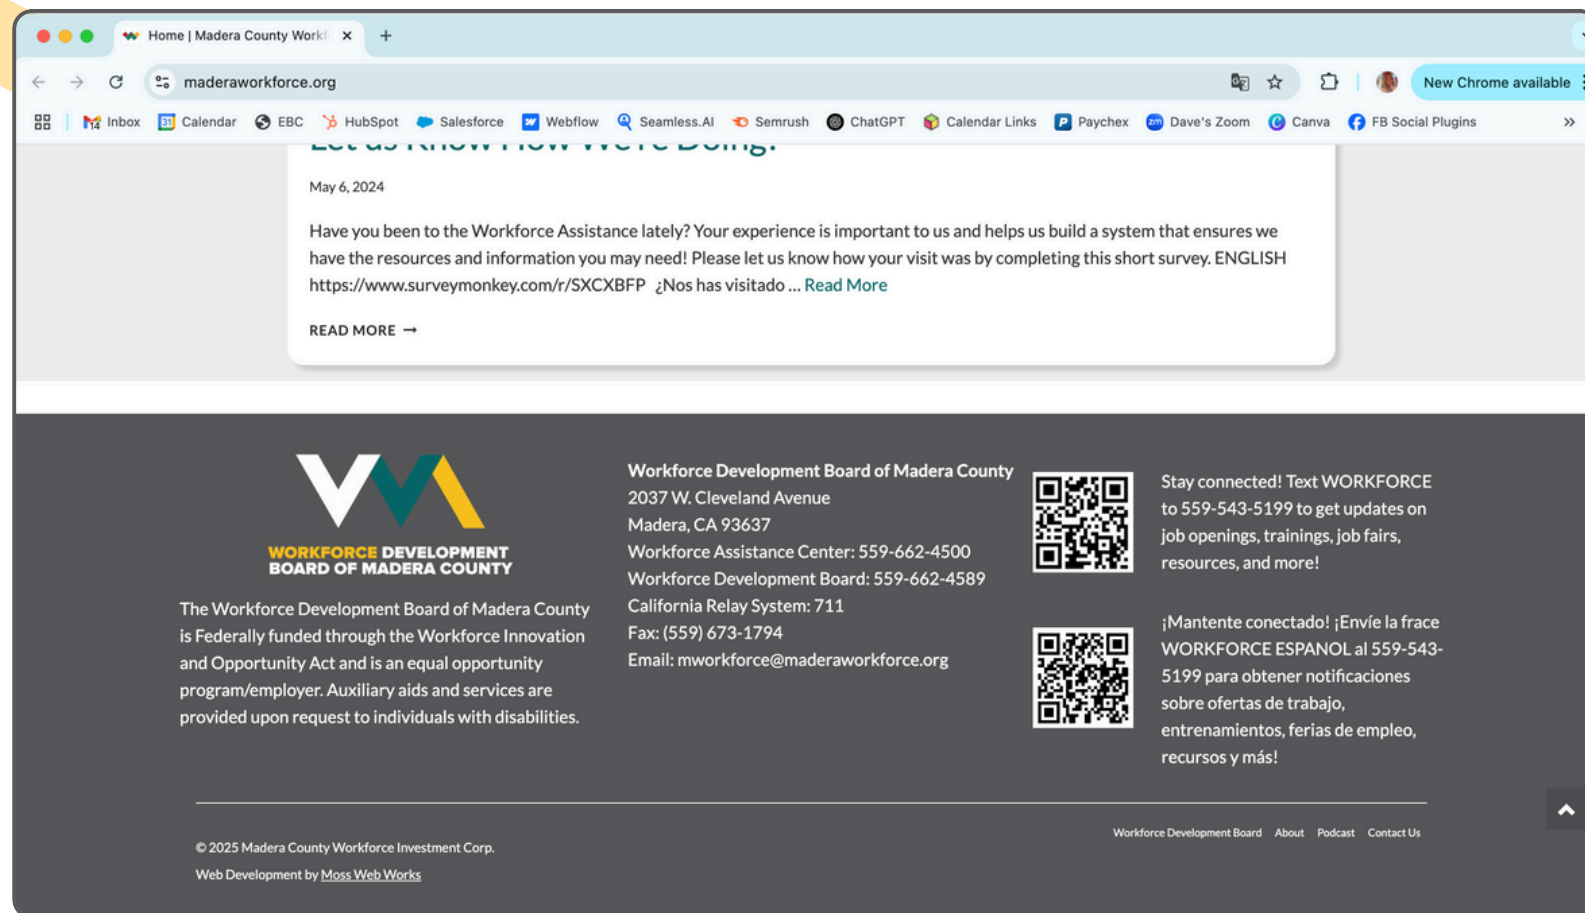 Home | Madera County Workf
maderaworkforce.org
New Chrome available
14 Inbox
31 Calendar
EBC
HubSpot
Salesforce
Webflow
Seamless.AI
Semrush
ChatGPT
Calendar Links
Paychex
zm Dave's Zoom
Canva
FB Social Plugins
Let us Know How We're Doing!
May 6, 2024
Have you been to the Workforce Assistance lately? Your experience is important to us and helps us build a system that ensures we
have the resources and information you may need! Please let us know how your visit was by completing this short survey. ENGLISH
https://www.surveymonkey.com/r/SXCXBFP ¿Nos has visitado ... Read More
READ MORE →
WORKFORCE DEVELOPMENT
BOARD OF MADERA COUNTY
The Workforce Development Board of Madera County
is Federally funded through the Workforce Innovation
and Opportunity Act and is an equal opportunity
program/employer. Auxiliary aids and services are
provided upon request to individuals with disabilities.
Workforce Development Board of Madera County
2037 W. Cleveland Avenue
Madera, CA 93637
Workforce Assistance Center: 559-662-4500
Workforce Development Board: 559-662-4589
California Relay System: 711
Fax: (559) 673-1794
Email: mworkforce@maderaworkforce.org
Stay connected! Text WORKFORCE
to 559-543-5199 to get updates on
job openings, trainings, job fairs,
resources, and more!
¡Mantente conectado! ¡Envíe la frace
WORKFORCE ESPANOL al 559-543-
5199 para obtener notificaciones
sobre ofertas de trabajo,
entrenamientos, ferias de empleo,
recursos y más!
Workforce Development Board About Podcast Contact Us
© 2025 Madera County Workforce Investment Corp.
Web Development by Moss Web Works